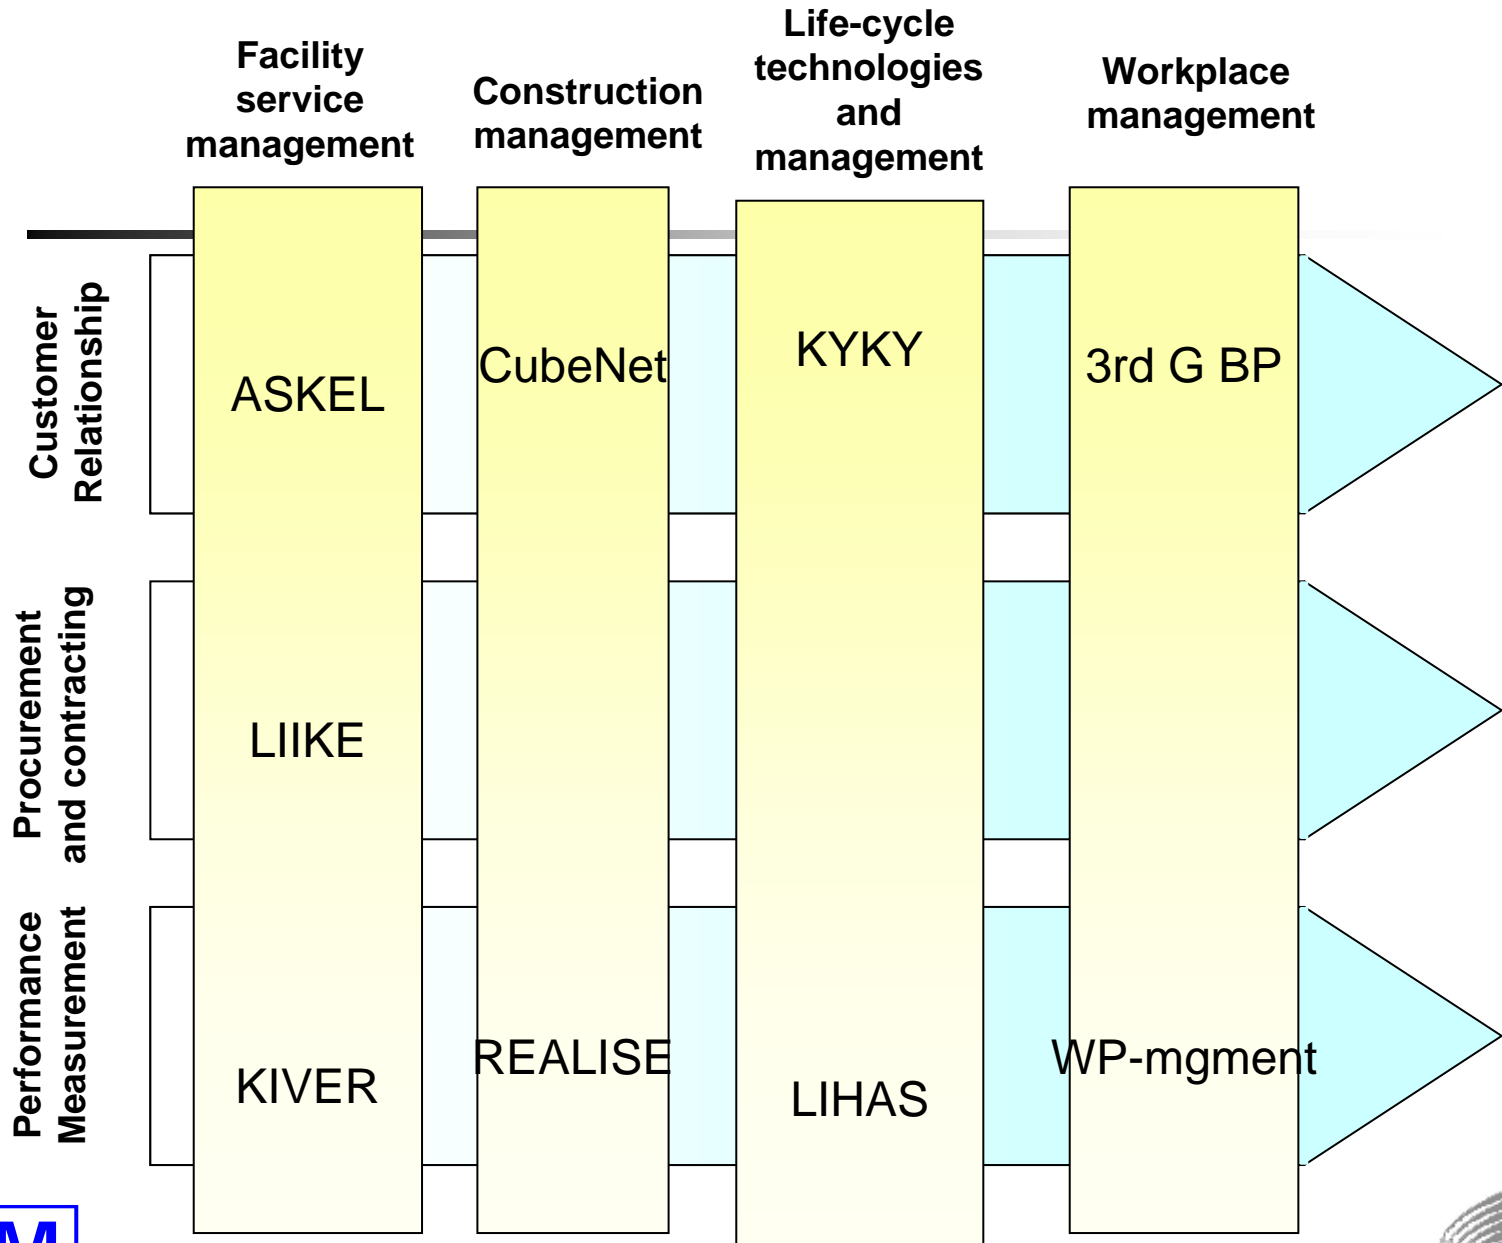 Facility
service
management
Construction
management
Life-cycle
technologies
and
management
Workplace
management
Customer
Relationship
ASKEL
CubeNet
KYKY
3rd G BP
Procurement
and contracting
LIIKE
Performance
Measurement
KIVER
REALISE
LIHAS
WP-mgment
M